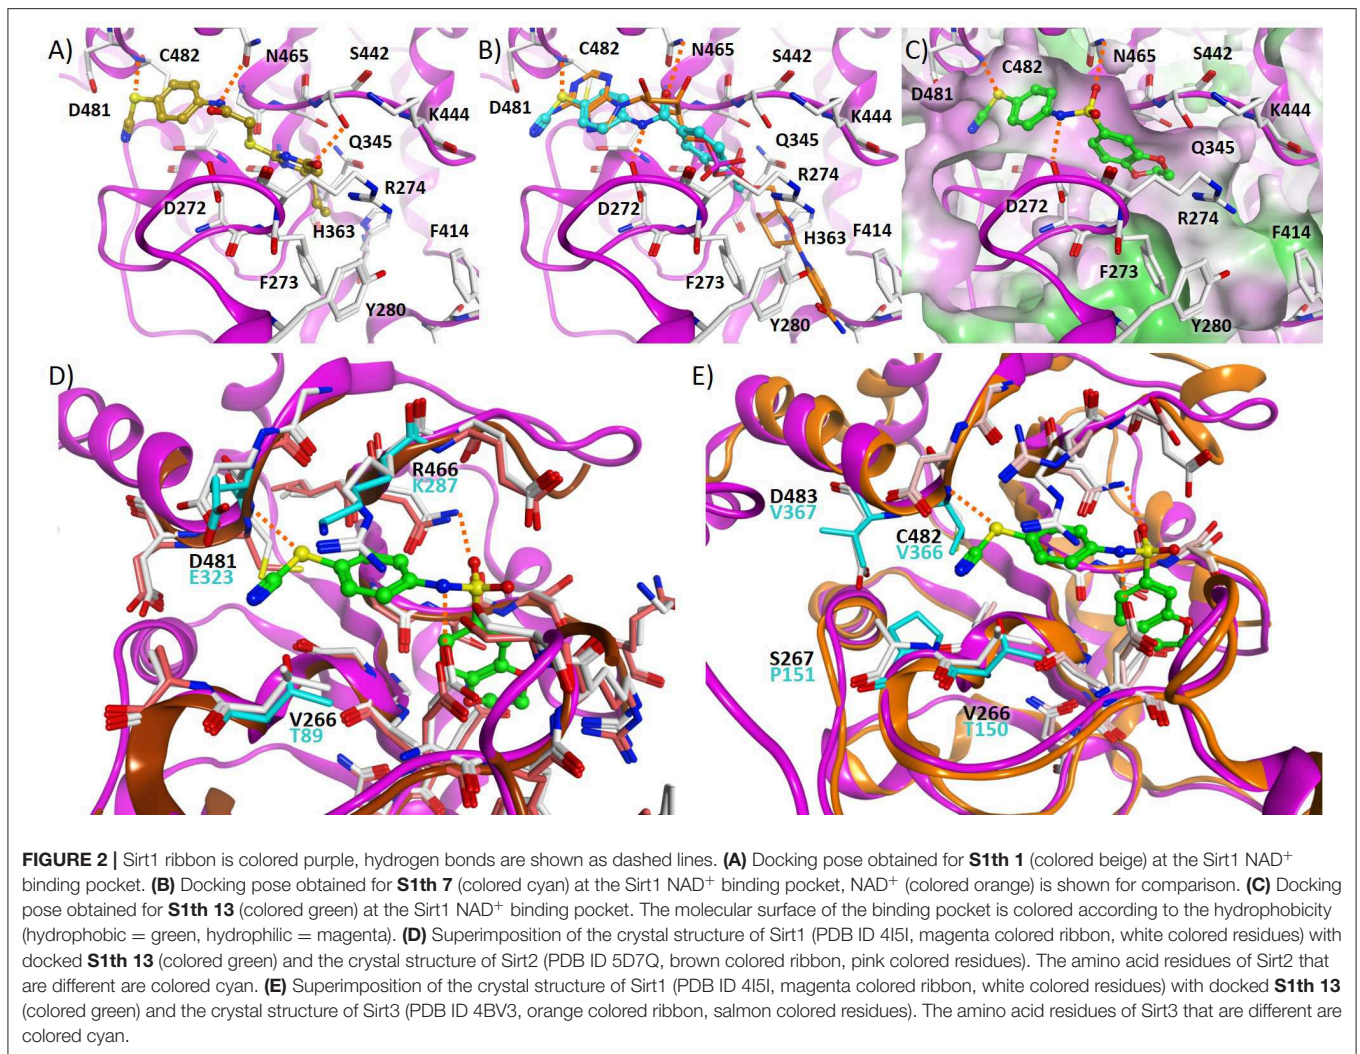 A)
C482
N465
S442
D481
K444
Q345
R274
D272
H363
F414
F273
Y280
B)
C482
N465
S442
D481
K444
Q345
R274
D272
H363
F414
F273
Y280
C)
C482
N465
S442
D481
K444
Q345
D272
R274
F414
F273
Y280
D)
R466
K287
D481
E323
V266
T89
E)
D483
V367
C482
V366
S267
P151
V266
T150
FIGURE 2 | Sirt1 ribbon is colored purple, hydrogen bonds are shown as dashed lines. (A) Docking pose obtained for S1th 1 (colored beige) at the Sirt1 NAD+
binding pocket. (B) Docking pose obtained for S1th 7 (colored cyan) at the Sirt1 NAD+ binding pocket, NAD+ (colored orange) is shown for comparison. (C) Docking
pose obtained for S1th 13 (colored green) at the Sirt1 NAD+ binding pocket. The molecular surface of the binding pocket is colored according to the hydrophobicity
(hydrophobic = green, hydrophilic = magenta). (D) Superimposition of the crystal structure of Sirt1 (PDB ID 4I5I, magenta colored ribbon, white colored residues) with
docked S1th 13 (colored green) and the crystal structure of Sirt2 (PDB ID 5D7Q, brown colored ribbon, pink colored residues). The amino acid residues of Sirt2 that
are different are colored cyan. (E) Superimposition of the crystal structure of Sirt1 (PDB ID 4I5I, magenta colored ribbon, white colored residues) with docked S1th 13
(colored green) and the crystal structure of Sirt3 (PDB ID 4BV3, orange colored ribbon, salmon colored residues). The amino acid residues of Sirt3 that are different are
colored cyan.